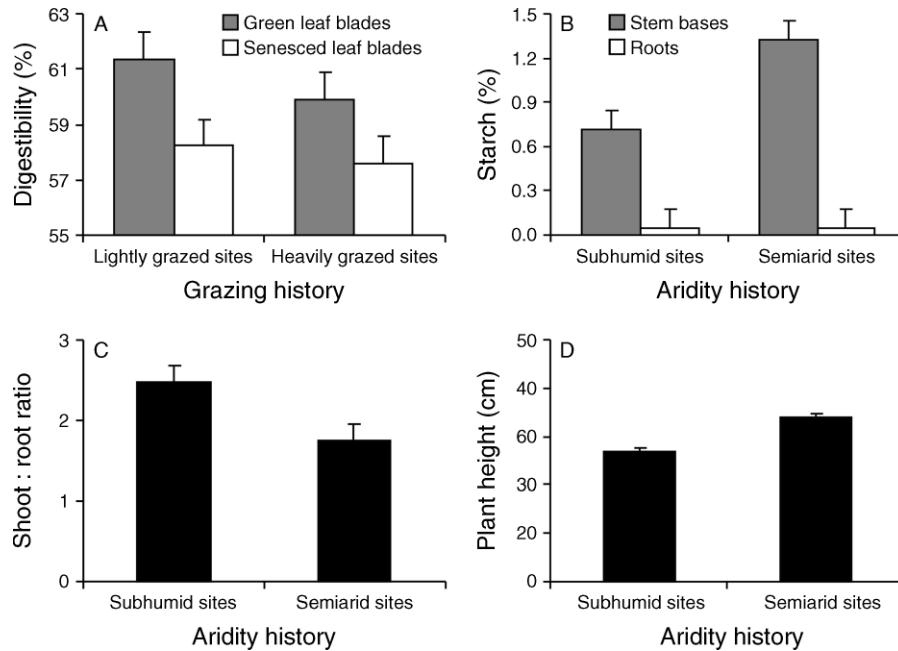 A
Green leaf blades
Senesced leaf blades
Digestibility (%)
63
61
59
57
55
Lightly grazed sites
Heavily grazed sites
Grazing history
B
Stem bases
Roots
Starch (%)
1.5
1.2
0.9
0.6
0.3
0.0
Subhumid sites
Semiarid sites
Aridity history
C
Shoot : root ratio
3
2
1
0
Subhumid sites
Semiarid sites
Aridity history
D
Plant height (cm)
50
40
60
30
20
0
Subhumid sites
Semiarid sites
Aridity history